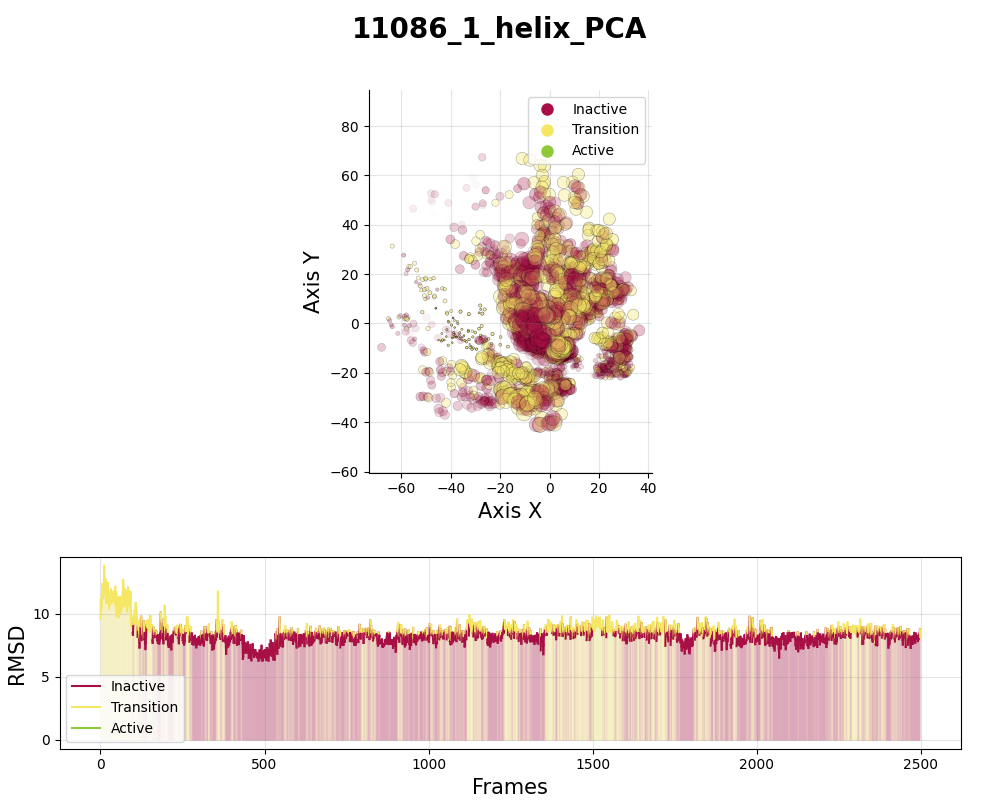 11086_1_helix_PCA
Inactive
Transition
Active
80
60
40
20
0
−20
−40
−60
Axis Y
−60 −40 −20 0 20 40
Axis X
10
5
0
RMSD
Inactive
Transition
Active
0 500 1000 1500 2000 2500
Frames